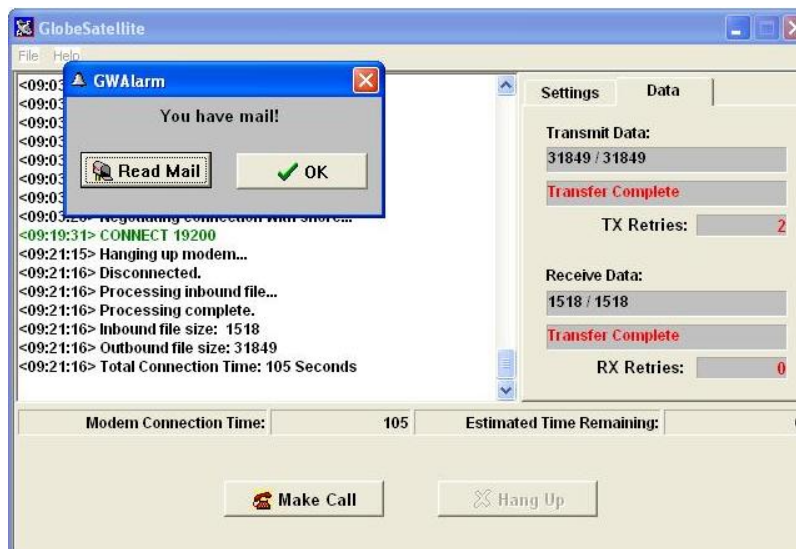 GlobeSatellite
File Help
GWAlarm
You have mail!
Read Mail
OK
<09:03
<09:03
<09:03
<09:03
<09:03
<09:03
<09:03
<09:19:31> CONNECT 19200
<09:21:15> Hanging up modem...
<09:21:16> Disconnected.
<09:21:16> Processing inbound file...
<09:21:16> Processing complete.
<09:21:16> Inbound file size: 1518
<09:21:16> Outbound file size: 31849
<09:21:16> Total Connection Time: 105 Seconds
Settings Data
Transmit Data:
31849 / 31849
Transfer Complete
TX Retries: 2
Receive Data:
1518 / 1518
Transfer Complete
RX Retries: 0
Modem Connection Time: 105 Estimated Time Remaining:
Make Call
Hang Up